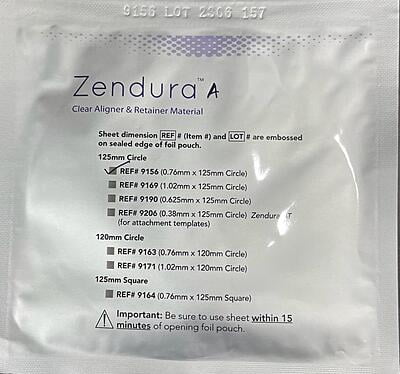 9156 LOT 2306 157
Zendura™ A
Clear Aligner & Retainer Material
Sheet dimension REF # (Item #) and LOT # are embossed
on sealed edge of foil pouch.
125mm Circle
REF# 9156 (0.76mm x 125mm Circle)
REF# 9169 (1.02mm x 125mm Circle)
REF# 9190 (0.625mm x 125mm Circle)
REF# 9206 (0.38mm x 125mm Circle) Zendura AT
(for attachment templates)
120mm Circle
REF# 9163 (0.76mm x 120mm Circle)
REF# 9171 (1.02mm x 120mm Circle)
125mm Square
REF# 9164 (0.76mm x 125mm Square)
Important: Be sure to use sheet within 15
minutes of opening foil pouch.